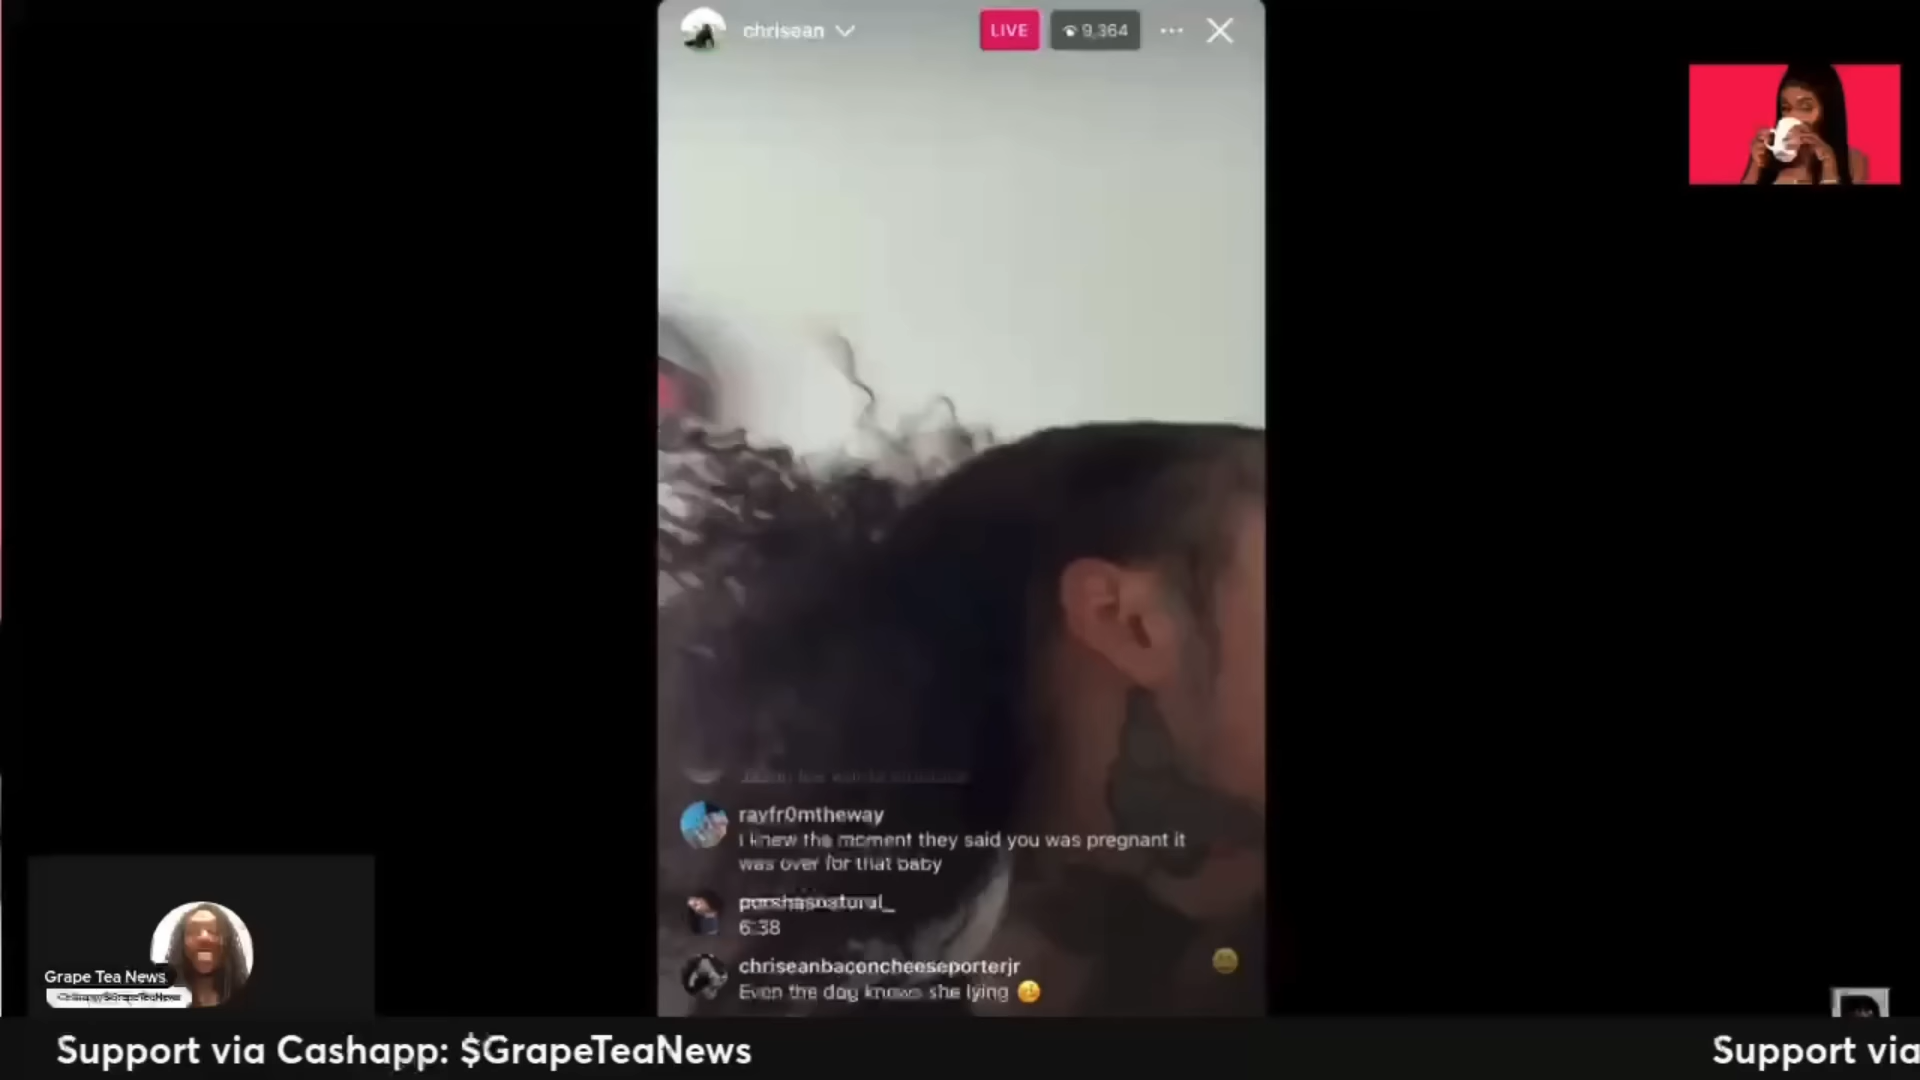 chrisean
LIVE
9,364
rayfr0mtheway
I knew the moment they said you was pregnant it
was over for that baby
porshasnatural_
6:38
chriseanbaconcheeseporterjr
Even the dog knows she lying
Grape Tea News
Support via Cashapp: $GrapeTeaNews
Support via